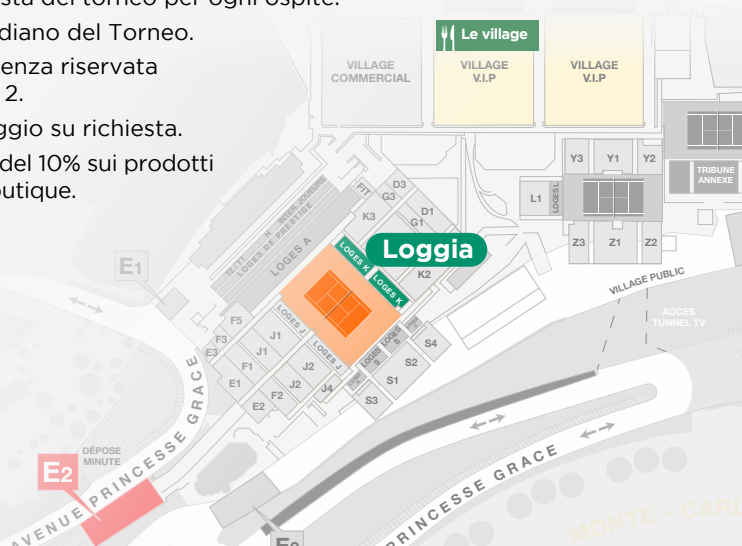 sta del torneo per ogni ospite.
diano del Torneo.
enza riservata
2.
ggio su richiesta.
del 10% sui prodotti
outique.
Le village
VILLAGE
COMMERCIAL
VILLAGE
V.I.P
VILLAGE
V.I.P
Y3
Y1
Y2
TRIBUNE
ANNEXE
L1
LOGES L
Z3
Z1
Z2
FIT
D3
G3
K3
D1
G1
K2
H
INTER JOUEURS
12/T1
LOGES DE PRESTIGE
LOGES A
LOGES K
LOGES K
Loggia
E1
VILLAGE PUBLIC
ACCES
TUNNEL TV
F5
F3
E3
J1
J1
F1
E1
LOGES J
LOGES J
J2
J2
F2
E2
J4
LOGES
S
LOGES
S
S4
S2
S1
S3
DÉPOSE
MINUTE
E2
AVENUE PRINCESSE GRACE
PRINCESSE GRACE
MONTE - CARL